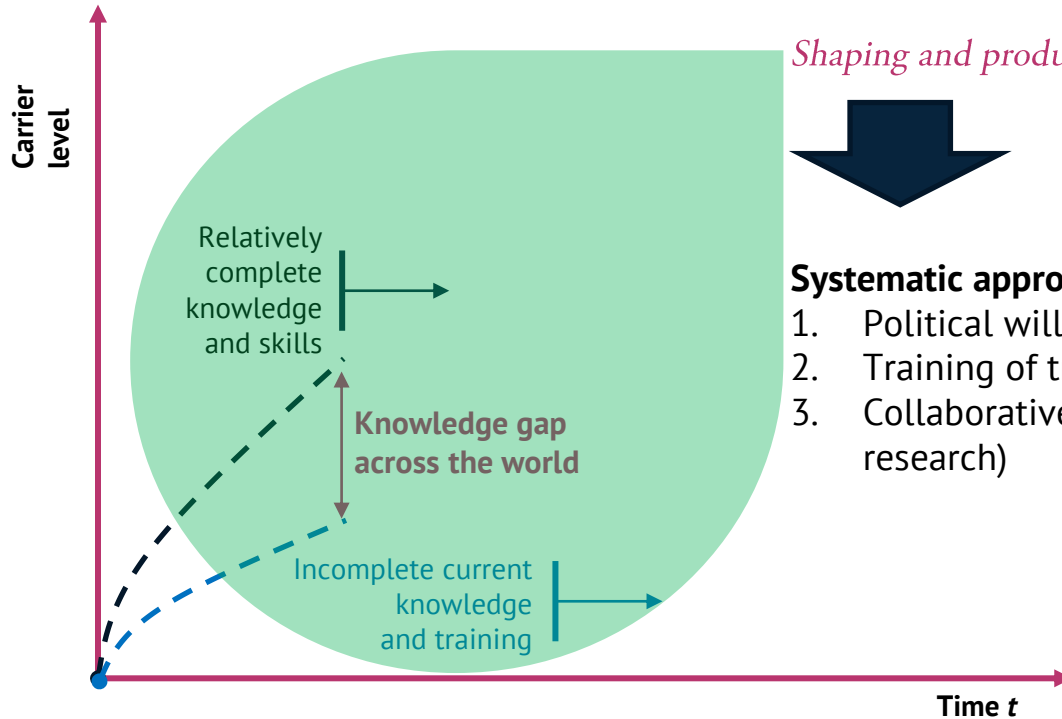 Carrier
level
Shaping and produ
Relatively
complete
knowledge
and skills
Systematic appro
1. Political will
2. Training of t
3. Collaborative
research)
Knowledge gap
across the world
Incomplete current
knowledge
and training
Time t